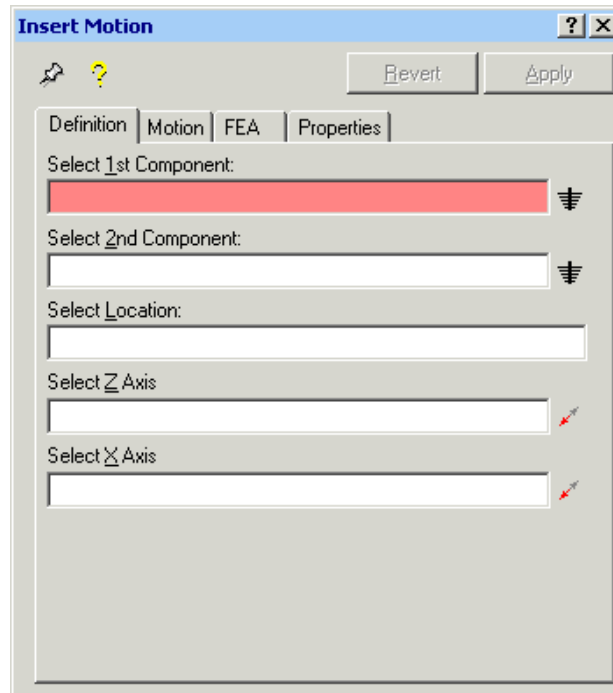 Insert Motion
Revert Apply
Definition Motion FEA Properties
Select 1st Component:
Select 2nd Component:
Select Location:
Select Z Axis
Select X Axis